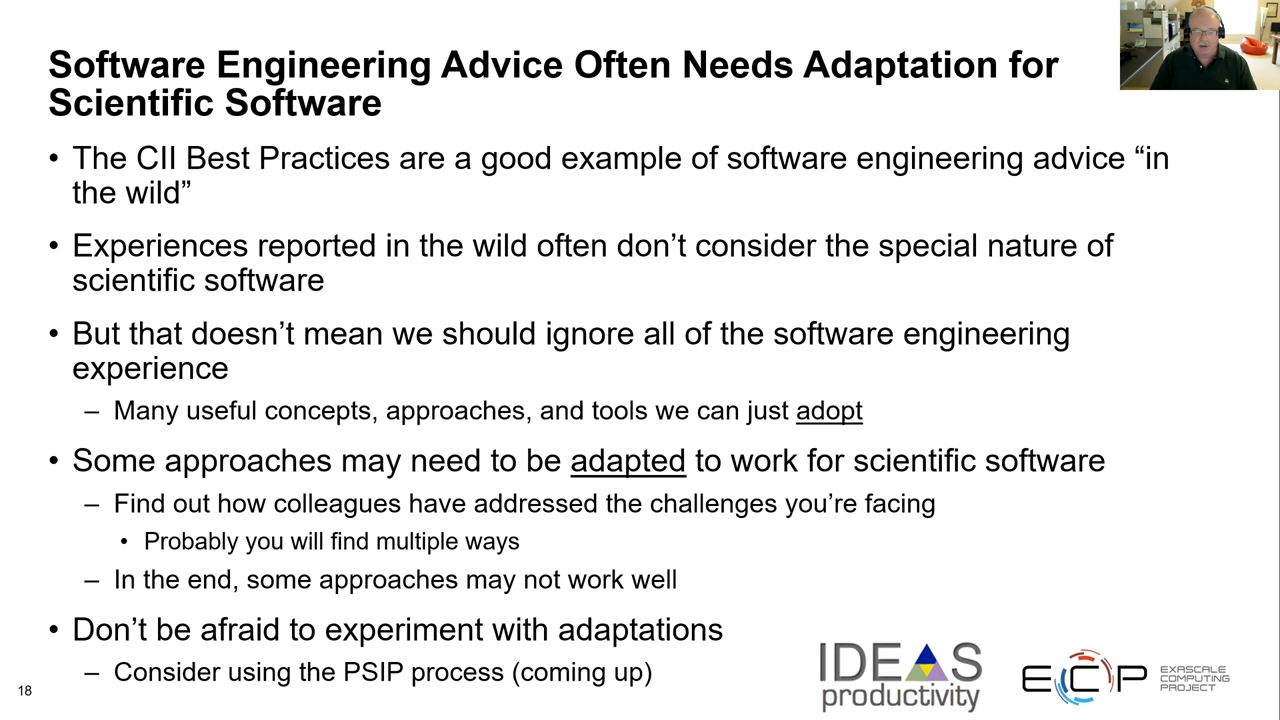 Software Engineering Advice Often Needs Adaptation for
Scientific Software
• The CII Best Practices are a good example of software engineering advice “in
the wild”
• Experiences reported in the wild often don’t consider the special nature of
scientific software
• But that doesn’t mean we should ignore all of the software engineering
experience
– Many useful concepts, approaches, and tools we can just adopt
• Some approaches may need to be adapted to work for scientific software
– Find out how colleagues have addressed the challenges you’re facing
• Probably you will find multiple ways
– In the end, some approaches may not work well
• Don’t be afraid to experiment with adaptations
– Consider using the PSIP process (coming up)
18
IDEAS
productivity
ECP
EXASCALE
COMPUTING
PROJECT